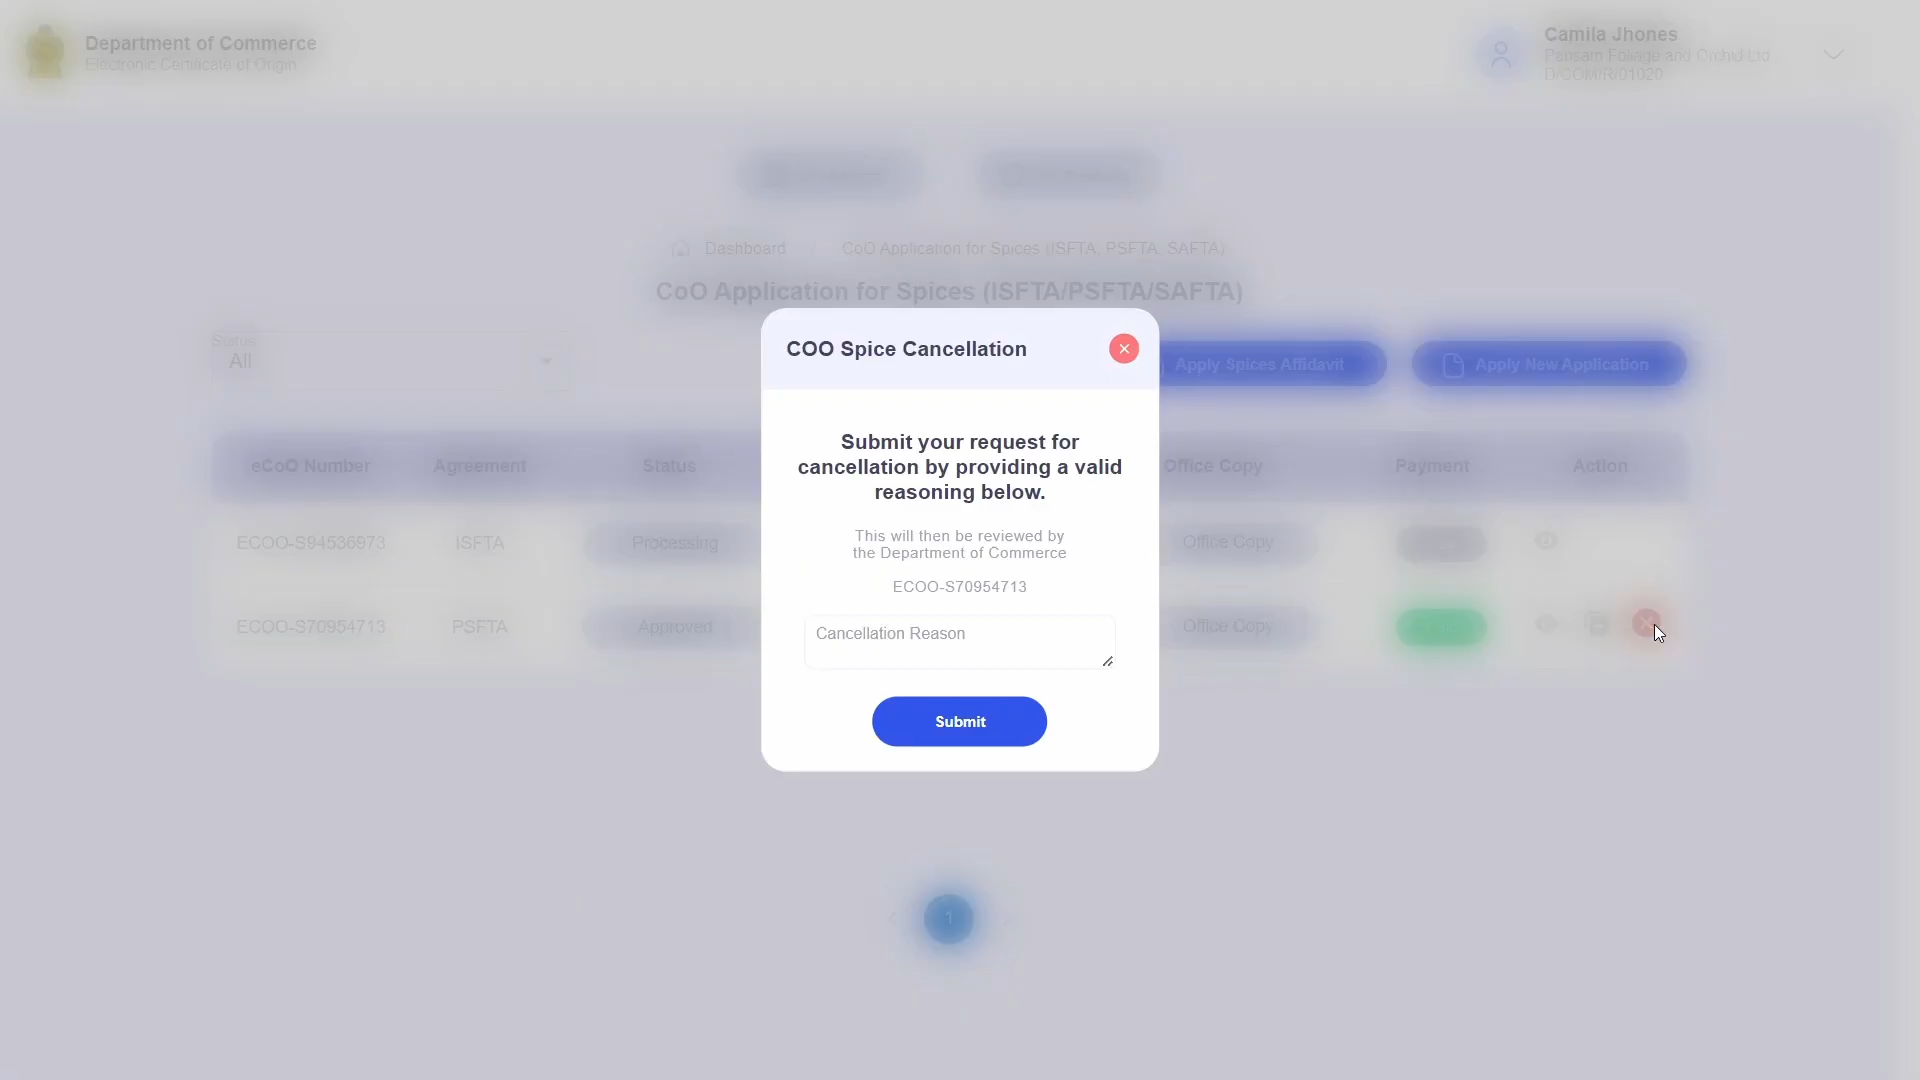 Department of Commerce
Electronic Certificate of Origin
Camila Jhones
Pansam Foliage and Orchid Ltd
D/COM/R/01020
Dashboard / CoO Application for Spices (ISFTA, PSFTA, SAFTA)
CoO Application for Spices (ISFTA/PSFTA/SAFTA)
Status
All
Apply Spices Affidavit
Apply New Application
COO Spice Cancellation
Submit your request for
cancellation by providing a valid
reasoning below.
This will then be reviewed by
the Department of Commerce
ECOO-S70954713
Cancellation Reason
Submit
eCoO Number Agreement Status Office Copy Payment Action
ECOO-S94536973 ISFTA Processing Office Copy
ECOO-S70954713 PSFTA Approved Office Copy
1